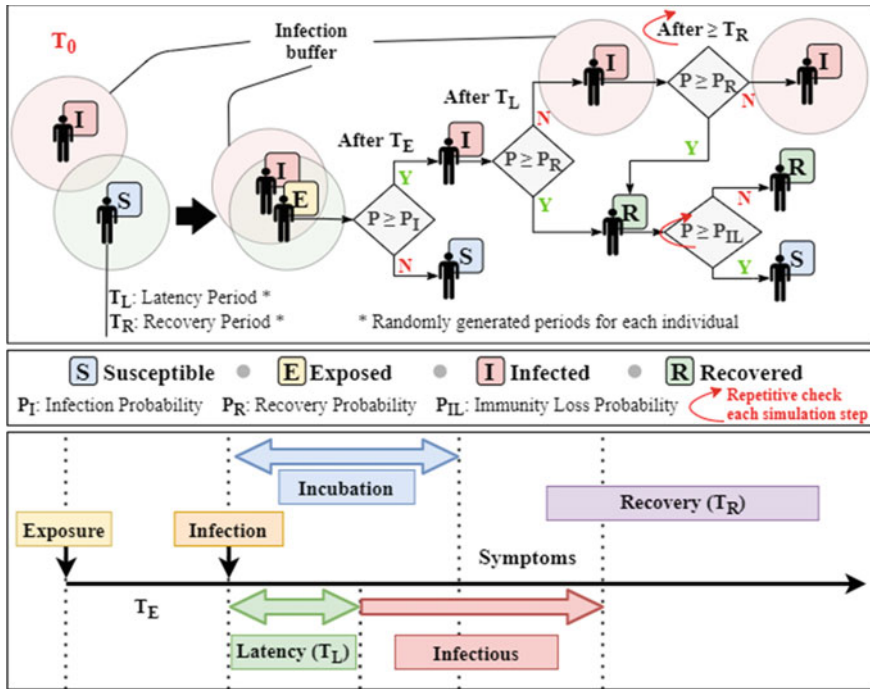 T0
Infection
buffer
After ≥ TR
I
I
P ≥ PR
N
I
After TL
N
Y
I
After TE
I
P ≥ PR
Y
R
N
R
S
E
Y
P ≥ PI
N
S
P ≥ PIL
Y
S
TL: Latency Period *
TR: Recovery Period *
* Randomly generated periods for each individual
S Susceptible
E Exposed
I Infected
R Recovered
PI: Infection Probability
PR: Recovery Probability
PIL: Immunity Loss Probability
Repetitive check
each simulation step
Incubation
Recovery (TR)
Exposure
Infection
Symptoms
TE
Latency (TL)
Infectious